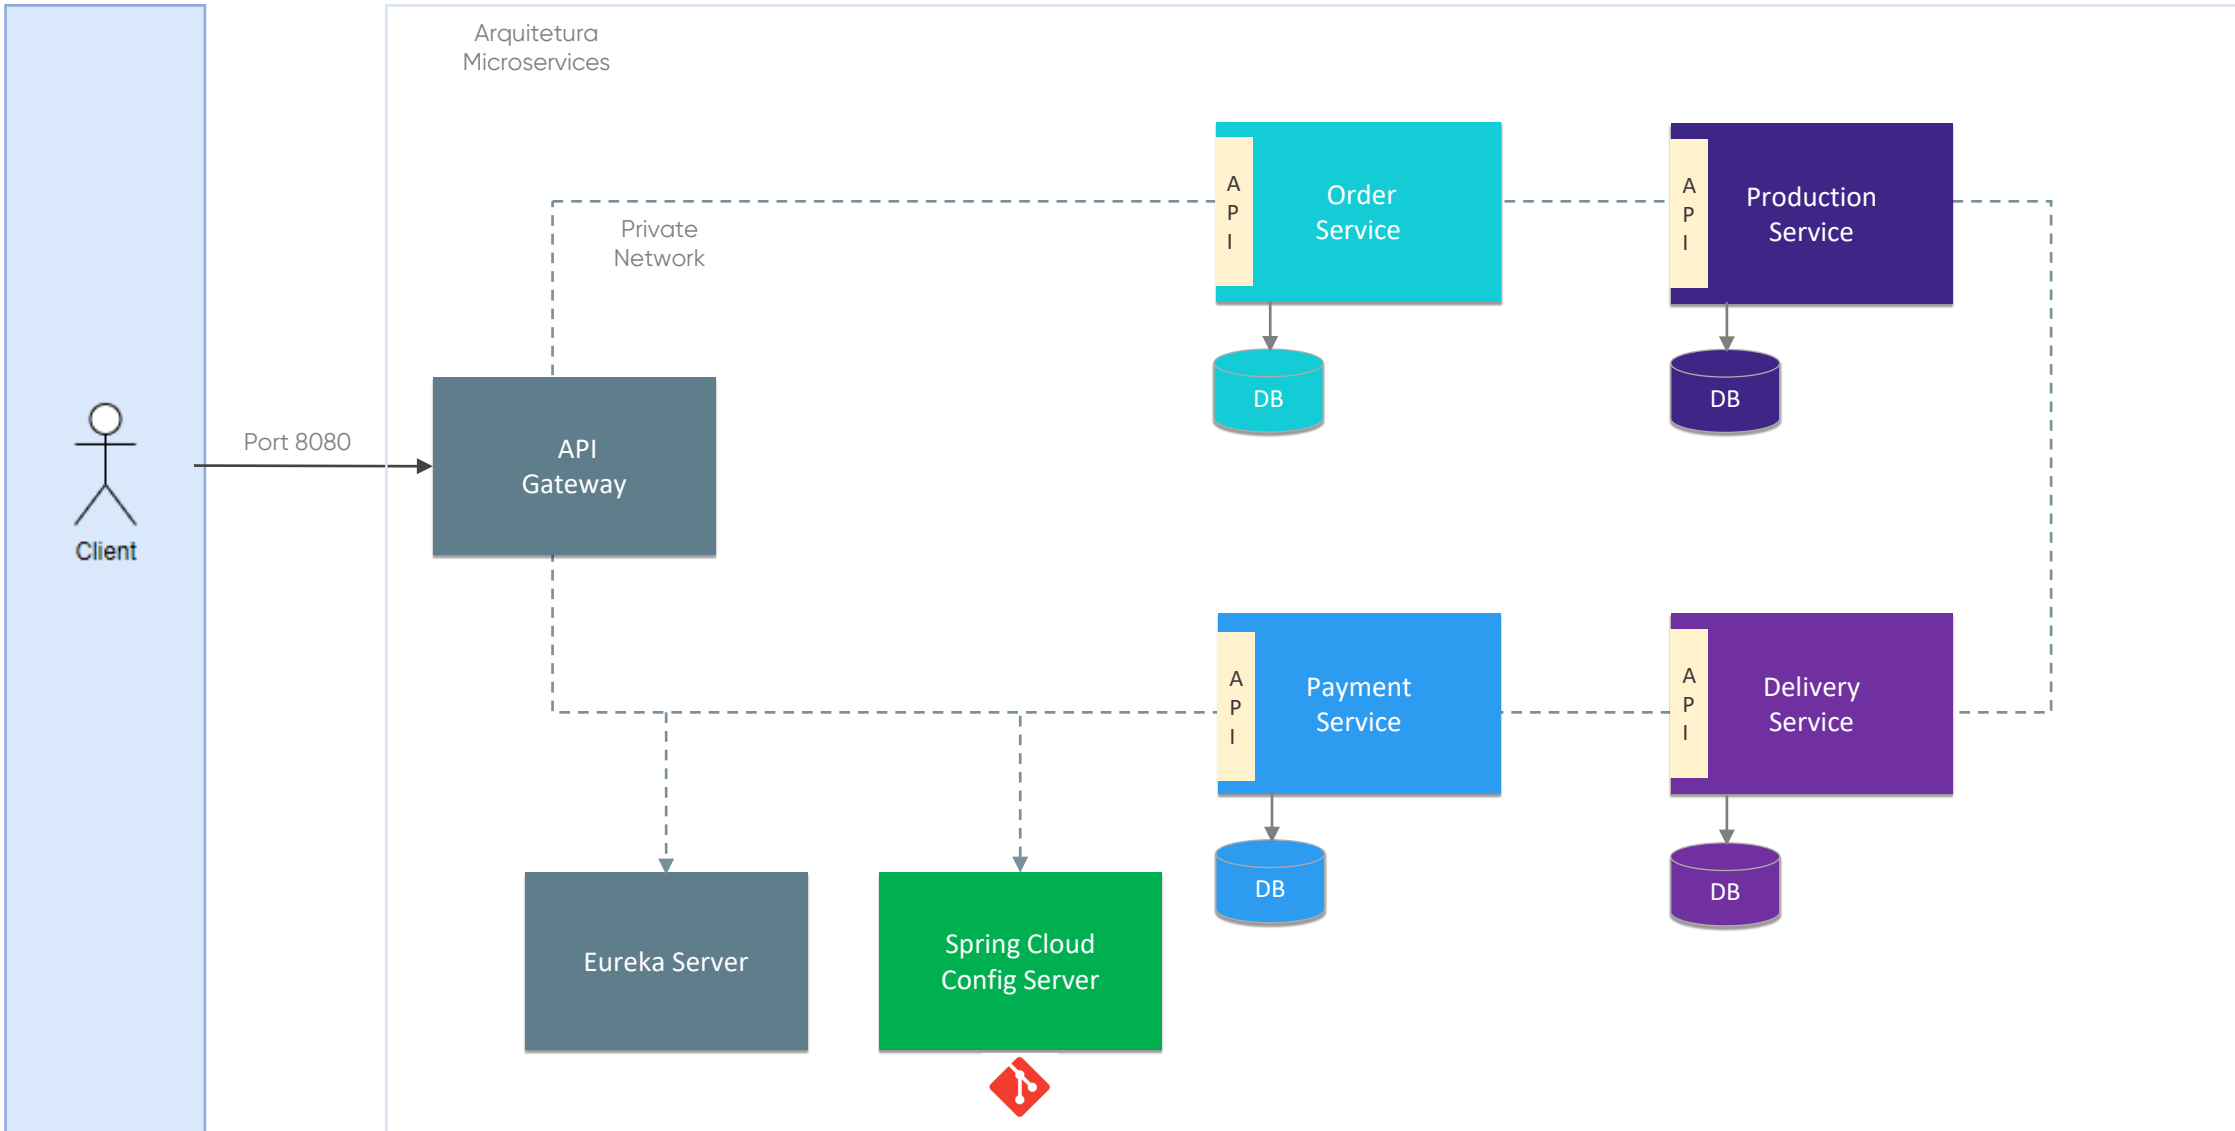 Arquitetura
Microservices
Private
Network
A
P
I
Order
Service
A
P
I
Production
Service
DB
DB
Port 8080
API
Gateway
Client
A
P
I
Payment
Service
A
P
I
Delivery
Service
DB
DB
Eureka Server
Spring Cloud
Config Server